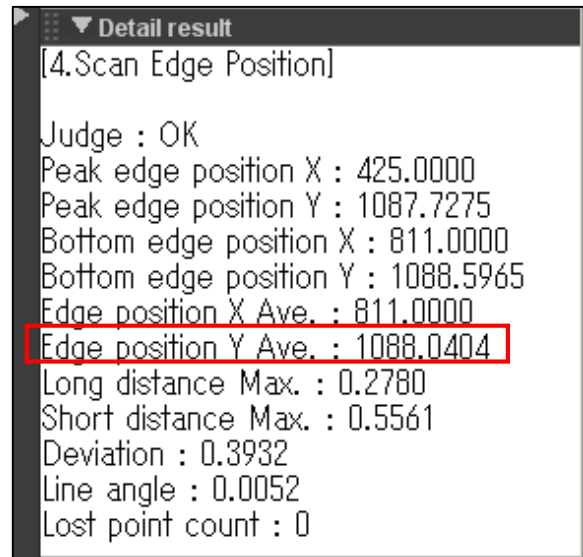 Detail result
[4.Scan Edge Position]
Judge : OK
Peak edge position X : 425.0000
Peak edge position Y : 1087.7275
Bottom edge position X : 811.0000
Bottom edge position Y : 1088.5965
Edge position X Ave. : 811.0000
Edge position Y Ave. : 1088.0404
Long distance Max. : 0.2780
Short distance Max. : 0.5561
Deviation : 0.3932
Line angle : 0.0052
Lost point count : 0